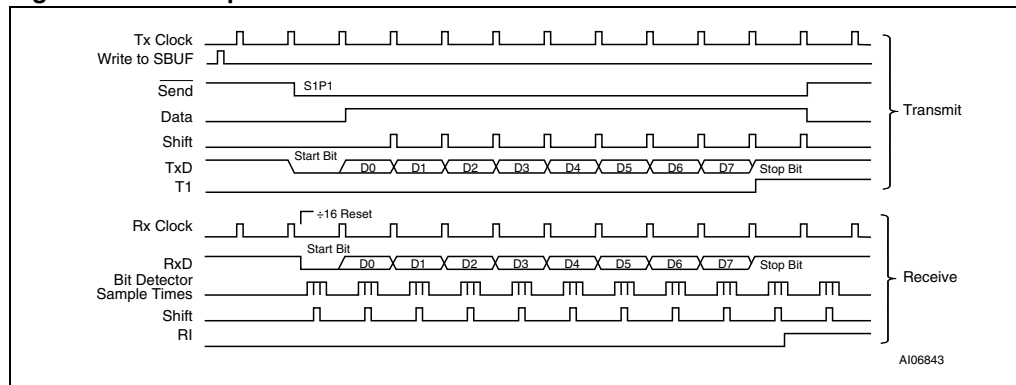 Tx Clock
Write to SBUF
Send
S1P1
Data
Shift
TxD
Start Bit
D0 D1 D2 D3 D4 D5 D6 D7
Stop Bit
T1
Transmit
Rx Clock
÷16 Reset
RxD
Start Bit
D0 D1 D2 D3 D4 D5 D6 D7
Stop Bit
Bit Detector
Sample Times
Shift
RI
Receive
AI06843